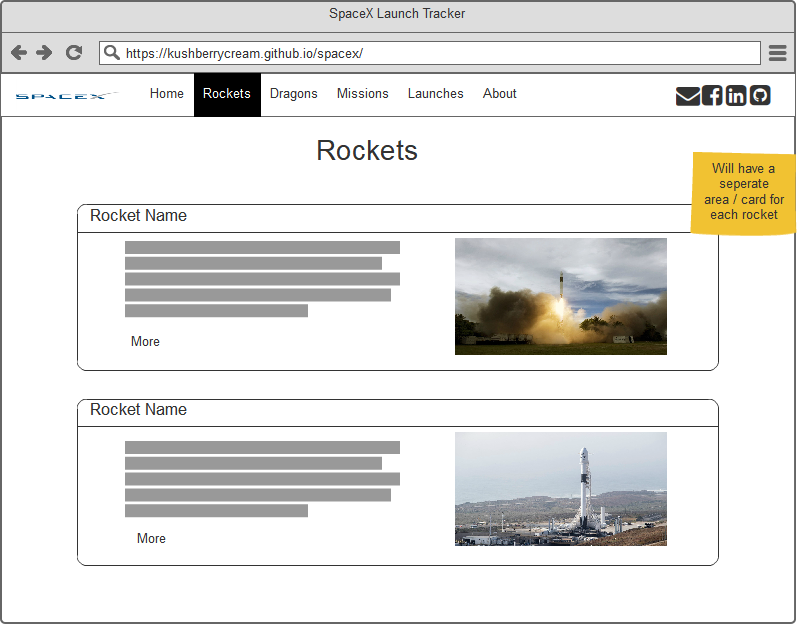 SpaceX Launch Tracker
https://kushberrycream.github.io/spacex/
SPACEX Home Rockets Dragons Missions Launches About
Rockets
Will have a
seperate
area / card for
each rocket
Rocket Name
More
Rocket Name
More